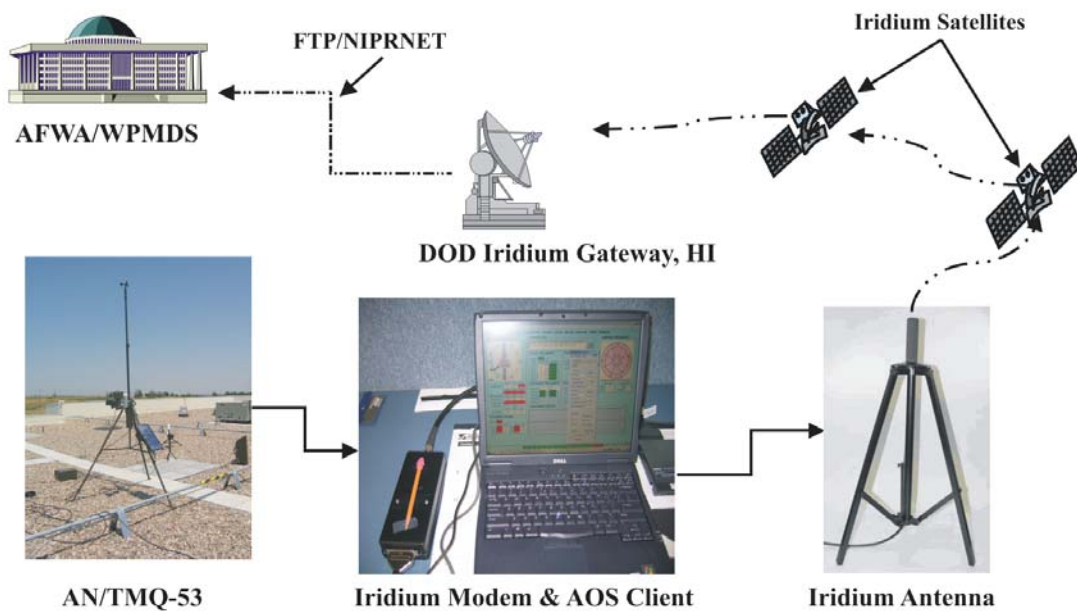 Iridium Satellites
FTP/NIPRNET
AFWA/WPMDS
DOD Iridium Gateway, HI
DELL
AN/TMQ-53
Iridium Modem & AOS Client
Iridium Antenna